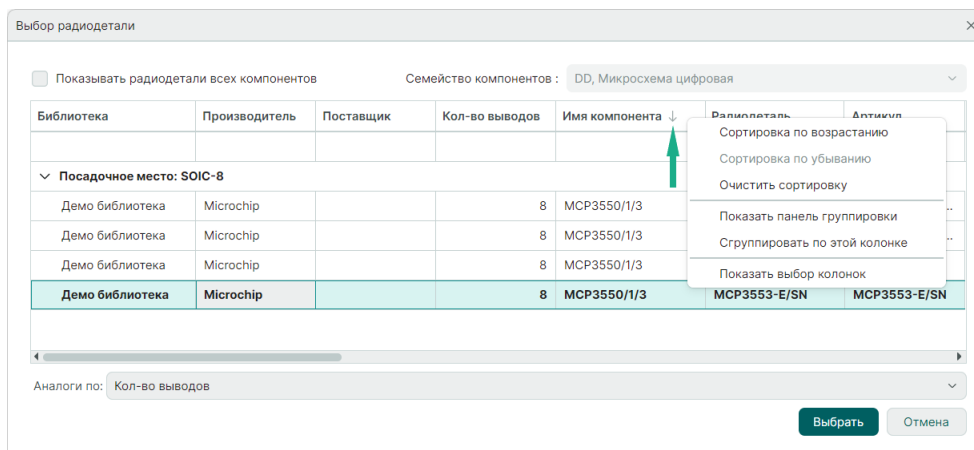 Выбор радиодетали
Показывать радиодетали всех компонентов
Семейство компонентов : DD, Микросхема цифровая
Библиотека Производитель Поставщик Кол-во выводов Имя компонента Радиодеталь Артикул
Посадочное место: SOIC-8
Демо библиотека Microchip 8 MCP3550/1/3
Демо библиотека Microchip 8 MCP3550/1/3
Демо библиотека Microchip 8 MCP3550/1/3
Демо библиотека Microchip 8 MCP3550/1/3 MCP3553-E/SN MCP3553-E/SN
Сортировка по возрастанию
Сортировка по убыванию
Очистить сортировку
Показать панель группировки
Сгруппировать по этой колонке
Показать выбор колонок
Аналоги по: Кол-во выводов
Выбрать Отмена